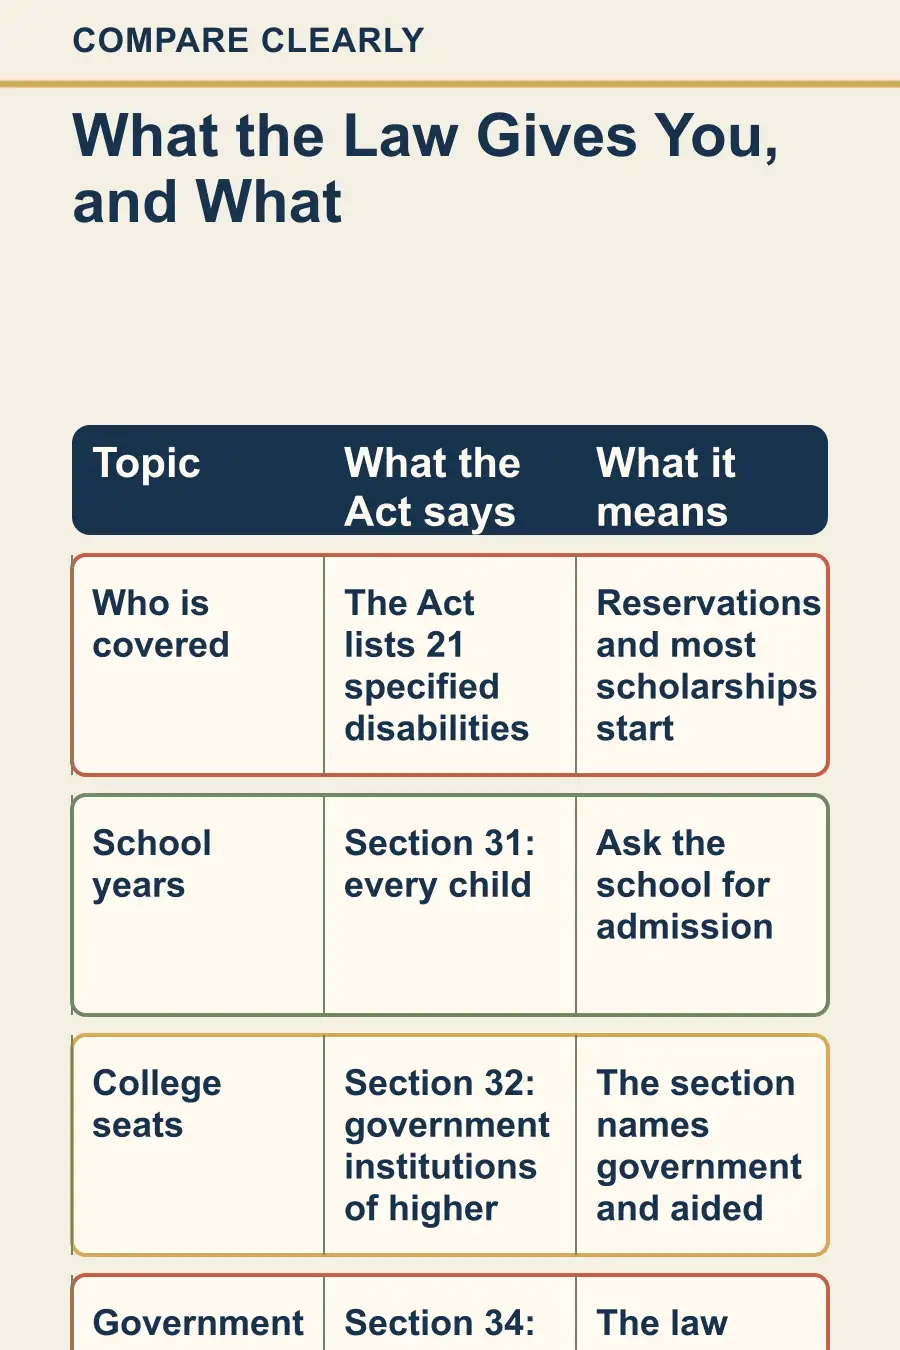 COMPARE CLEARLY
What the Law Gives You,
and What
Topic
What the
Act says
What it
means
Who is
covered
The Act
lists 21
specified
disabilities
Reservations
and most
scholarships
start
School
years
Section 31:
every child
Ask the
school for
admission
College
seats
Section 32:
government
institutions
of higher
The section
names
government
and aided
Government
Section 34:
The law